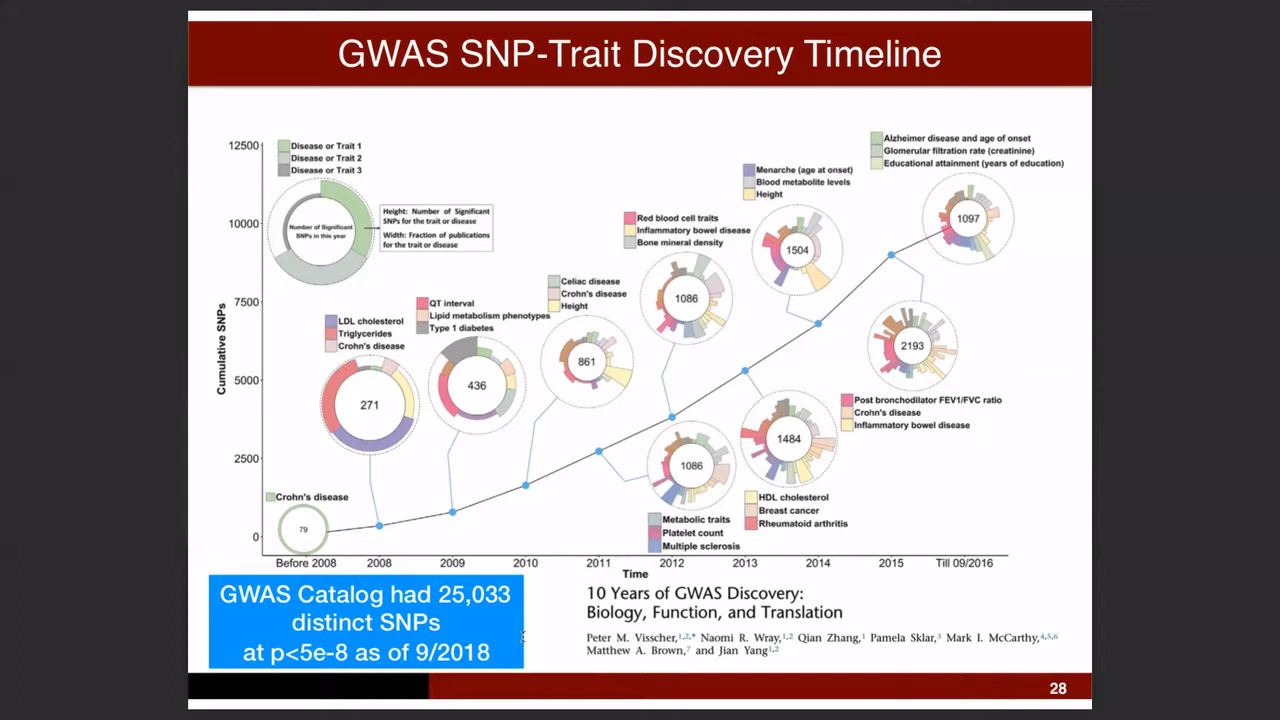 GWAS SNP-Trait Discovery Timeline
12500
10000
7500
5000
2500
0
Cumulative SNPs
Disease or Trait 1
Disease or Trait 2
Disease or Trait 3
Number of Significant
SNPs in this year
Height: Number of Significant
SNPs for the trait or disease
Width: Fraction of publications
for the trait or disease
Crohn's disease
79
LDL cholesterol
Triglycerides
Crohn's disease
271
QT interval
Lipid metabolism phenotypes
Type 1 diabetes
436
Celiac disease
Crohn's disease
Height
861
Red blood cell traits
Inflammatory bowel disease
Bone mineral density
1086
1086
Metabolic traits
Platelet count
Multiple sclerosis
Menarche (age at onset)
Blood metabolite levels
Height
1504
1484
HDL cholesterol
Breast cancer
Rheumatoid arthritis
Alzheimer disease and age of onset
Glomerular filtration rate (creatinine)
Educational attainment (years of education)
1097
2193
Post bronchodilator FEV1/FVC ratio
Crohn's disease
Inflammatory bowel disease
Before 2008 2008 2009 2010 2011 2012 2013 2014 2015 Till 09/2016
Time
GWAS Catalog had 25,033
distinct SNPs
at p<5e-8 as of 9/2018
10 Years of GWAS Discovery:
Biology, Function, and Translation
Peter M. Visscher,1,2,* Naomi R. Wray,1,2 Qian Zhang,1 Pamela Sklar,3 Mark I. McCarthy,4,5,6
Matthew A. Brown,7 and Jian Yang1,2
28